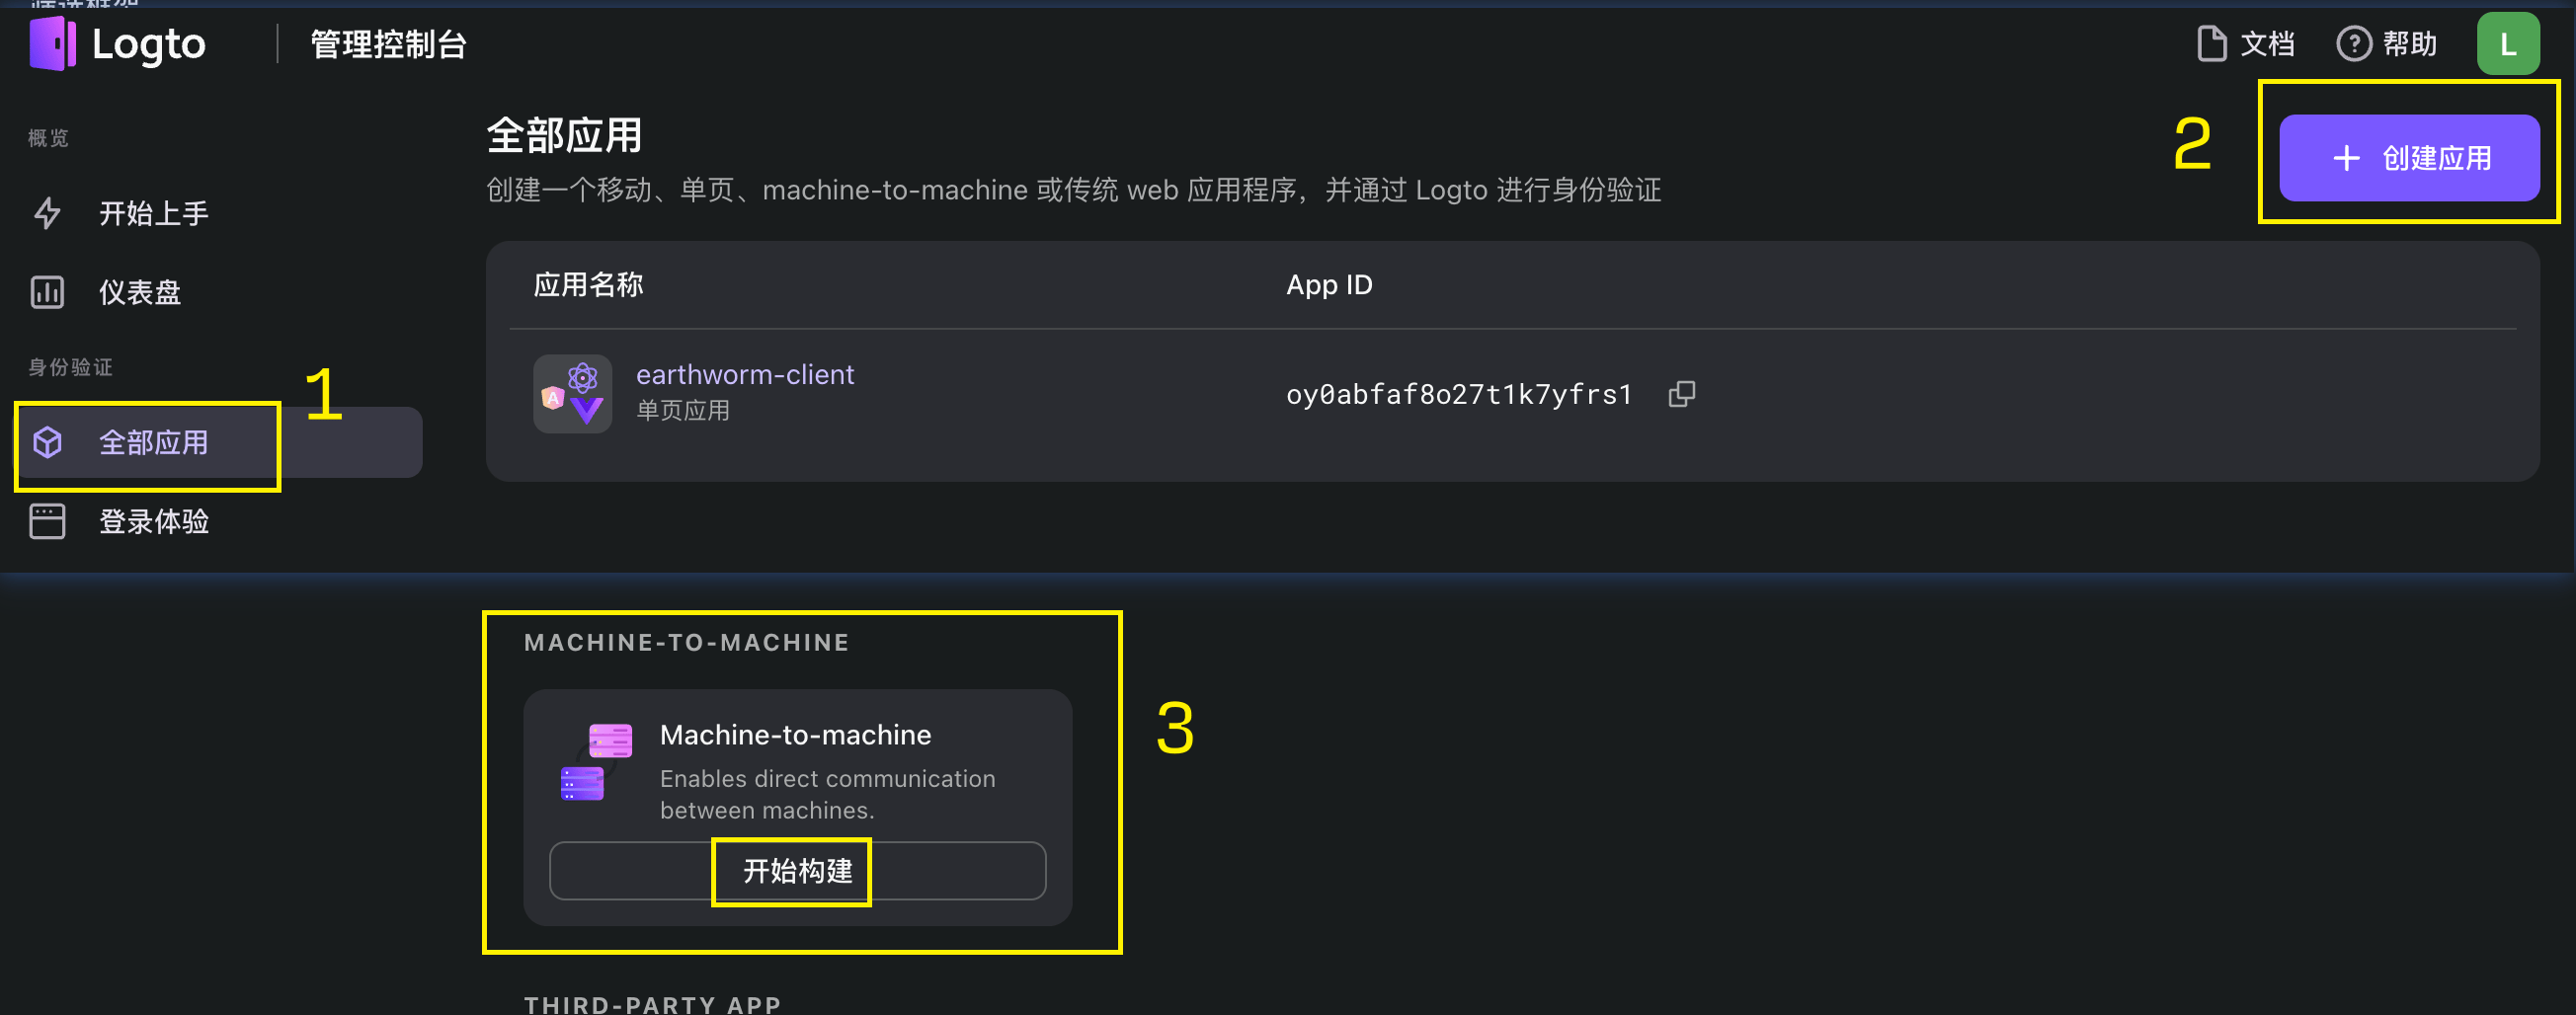 Logto
管理控制台
文档
帮助
L
概览
开始上手
仪表盘
身份验证
1
全部应用
登录体验
全部应用
创建一个移动、单页、machine-to-machine 或传统 web 应用程序，并通过 Logto 进行身份验证
2
创建应用
应用名称
App ID
earthworm-client
单页应用
oy0abfaf8o27t1k7yfrs1
MACHINE-TO-MACHINE
Machine-to-machine
Enables direct communication
between machines.
开始构建
3
THIRD-PARTY APP